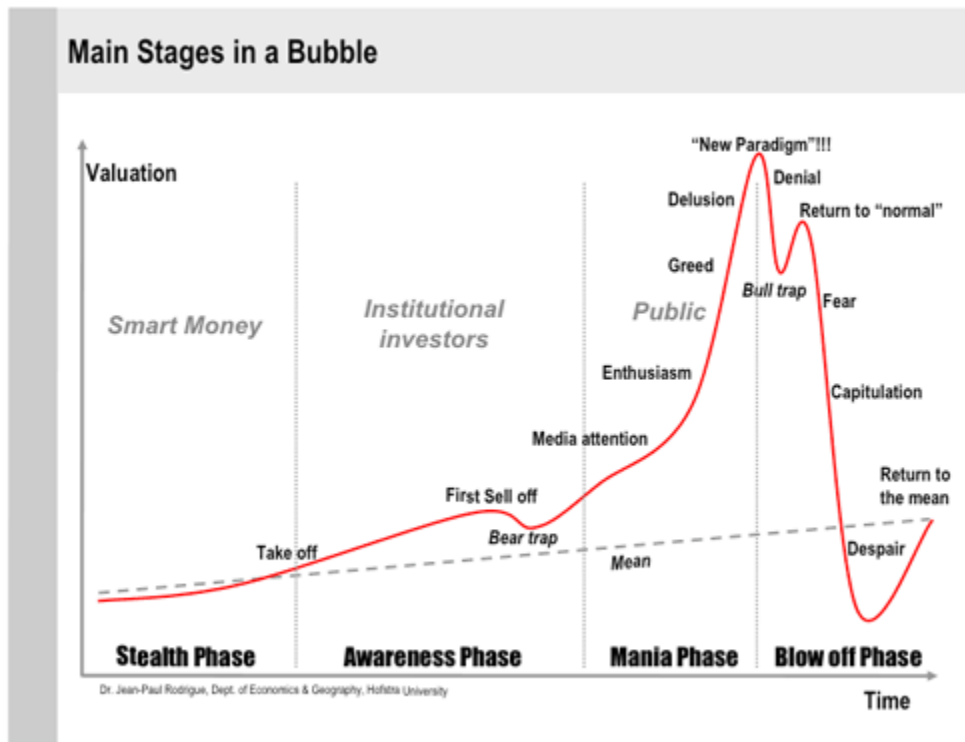 Main Stages in a Bubble
Valuation
"New Paradigm"!!!
Denial
Delusion
Return to "normal"
Greed
Bull trap
Fear
Smart Money
Institutional
investors
Public
Enthusiasm
Capitulation
Media attention
First Sell off
Return to
the mean
Bear trap
Take off
Mean
Despair
Stealth Phase
Awareness Phase
Mania Phase
Blow off Phase
Dr. Jean-Paul Rodrigue, Dept. of Economics & Geography, Hofstra University
Time